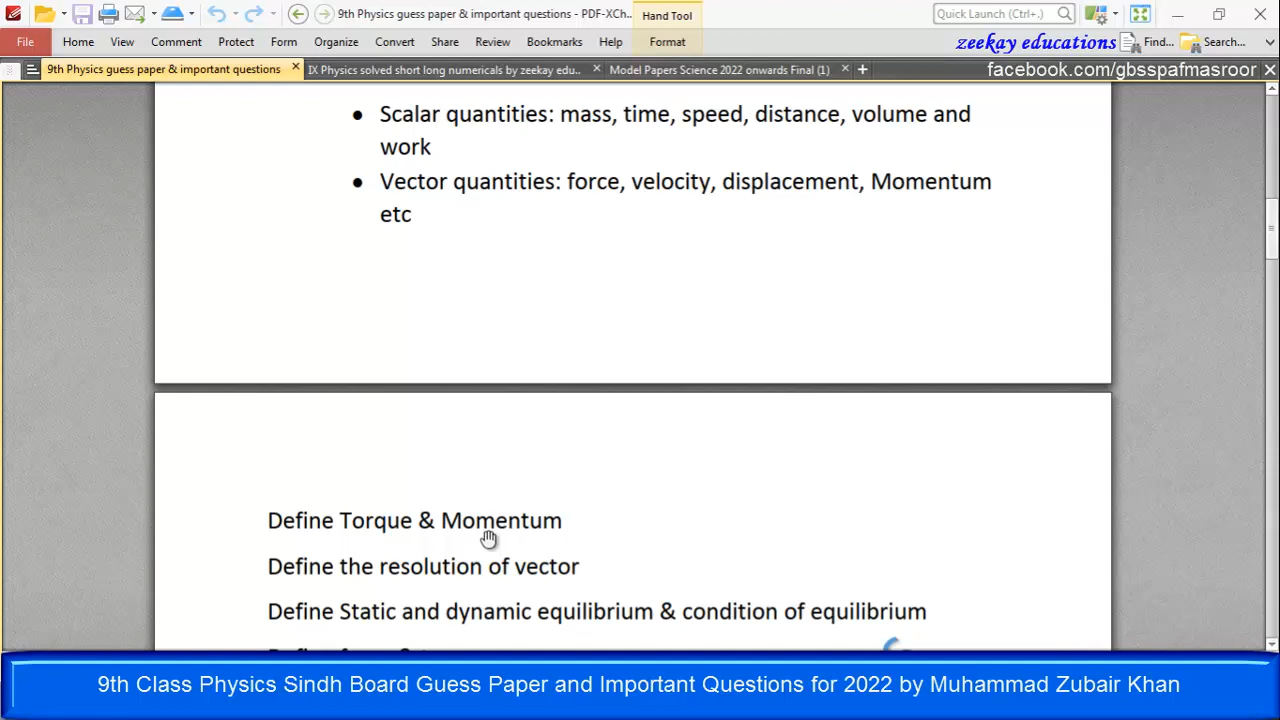 9th Physics guess paper & important questions - PDF-XCh...
Hand Tool
Quick Launch (Ctrl+.)
File Home View Comment Protect Form Organize Convert Share Review Bookmarks Help Format
zeekay educations
Find... Search...
9th Physics guess paper & important questions
IX Physics solved short long numericals by zeekay edu..
Model Papers Science 2022 onwards Final (1)
facebook.com/gbsspafmasroor
• Scalar quantities: mass, time, speed, distance, volume and
work
• Vector quantities: force, velocity, displacement, Momentum
etc
Define Torque & Momentum
Define the resolution of vector
Define Static and dynamic equilibrium & condition of equilibrium
9th Class Physics Sindh Board Guess Paper and Important Questions for 2022 by Muhammad Zubair Khan